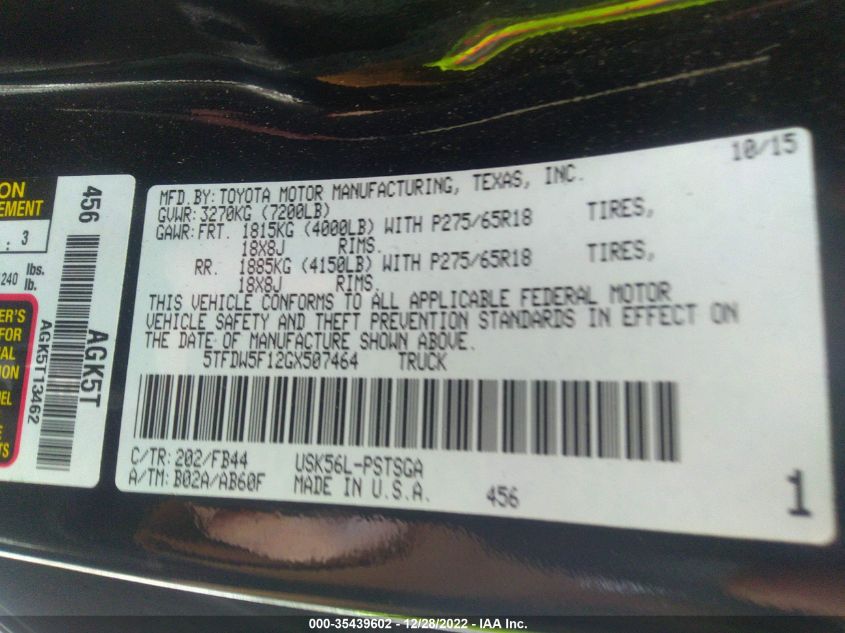 ON
EMENT
: 3
240 lbs.
lb.
ER'S
FOR
AL
EL
E
TS
456
AGK5T
AGK5T13462
10/15
MFD. BY: TOYOTA MOTOR MANUFACTURING, TEXAS, INC.
GVWR: 3270KG (7200LB)
GAWR: FRT. 1815KG (4000LB) WITH P275/65R18 TIRES,
18X8J RIMS.
RR. 1885KG (4150LB) WITH P275/65R18 TIRES,
18X8J RIMS.
THIS VEHICLE CONFORMS TO ALL APPLICABLE FEDERAL MOTOR
VEHICLE SAFETY AND THEFT PREVENTION STANDARDS IN EFFECT ON
THE DATE OF MANUFACTURE SHOWN ABOVE.
5TFDW5F12GX507464 TRUCK
C/TR: 202/FB44 USK56L-PSTSGA
A/TM: B02A/AB60F MADE IN U.S.A. 456
1
000-35439602 - 12/28/2022 - IAA Inc.